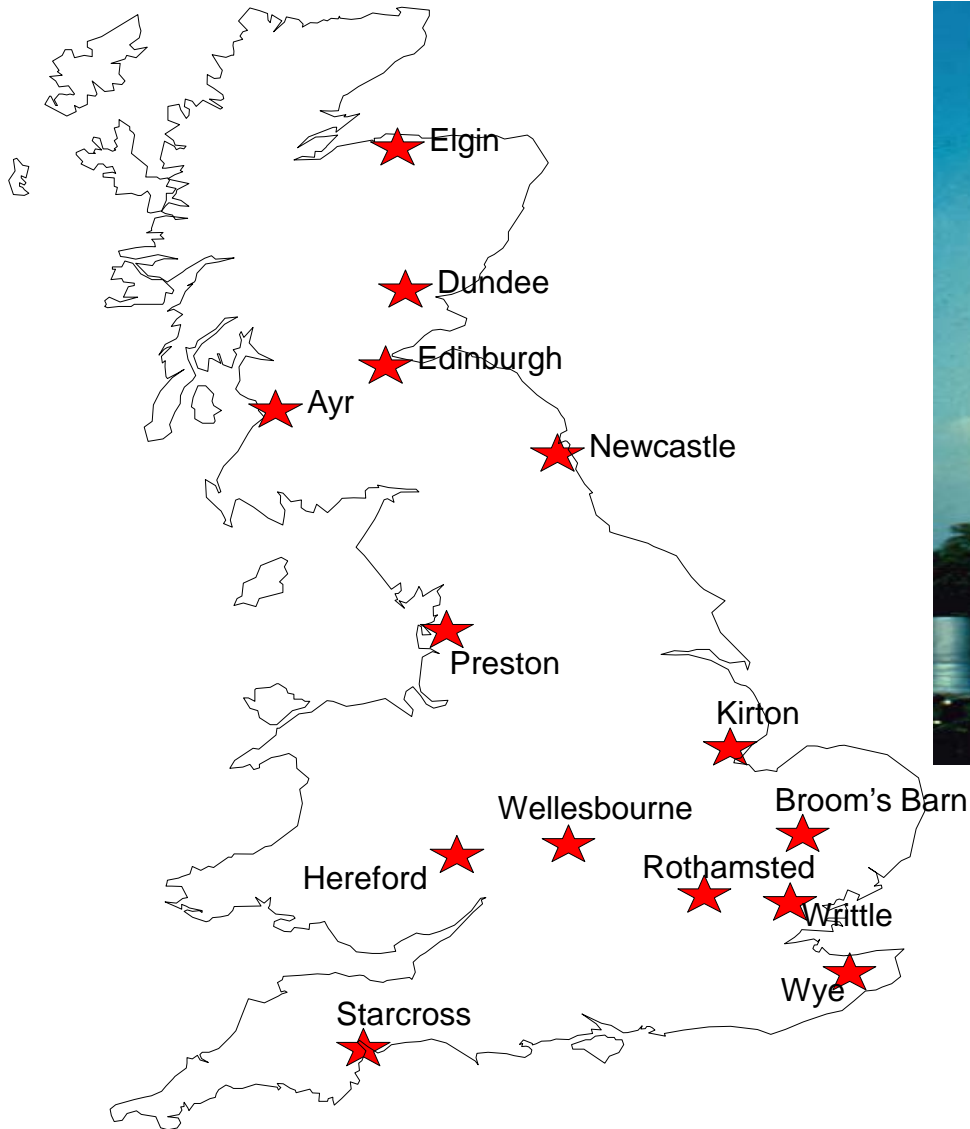 Elgin
Dundee
Edinburgh
Ayr
Newcastle
Preston
Kirton
Broom's Barn
Wellesbourne
Rothamsted
Hereford
Writtle
Wye
Starcross